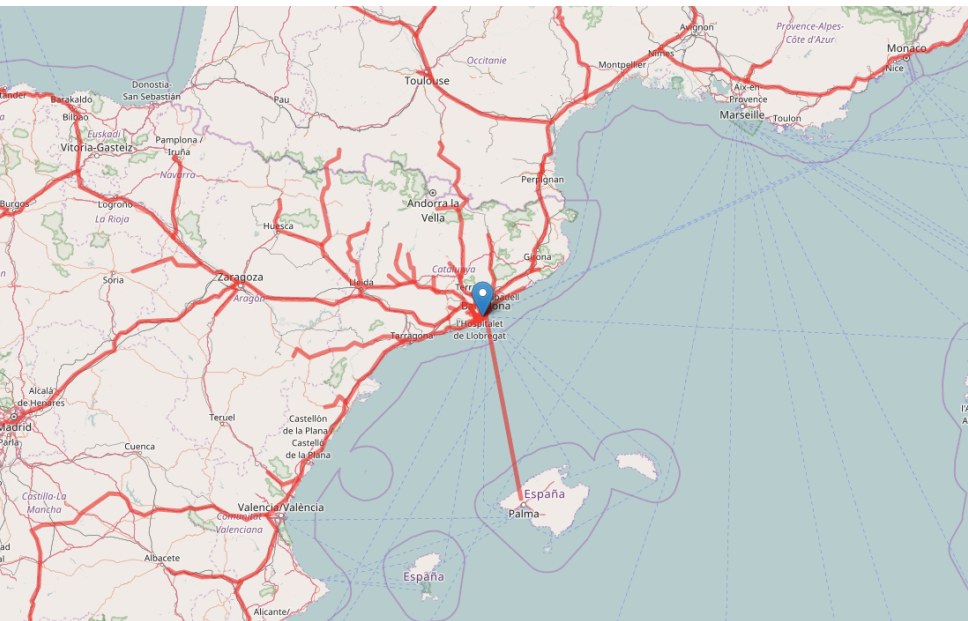 Avignon
Provence-Alpes-
Côte d'Azur
Occitanie
Nîmes
Monaco
Montpellier
Nice
Toulouse
Donostia-
San Sebastián
Aix-en-
Provence
Barakaldo
Pau
Marseille
Toulon
Bilbao
Euskadi
Vitoria-Gasteiz
Pamplona /
Iruña
Navarra
Perpignan
Burgos
Logroño
Andorra la
Vella
La Rioja
Huesca
Girona
Catalunya
Soria
Zaragoza
Lleida
Terr
Aragón
l'Hospitalet
de Llobregat
Tarragona
Alcalá
de Henares
Madrid
Parla
Teruel
Castellón
de la Plana /
Castelló
de la Plana
Cuenca
Castilla-La
Mancha
España
Palma
Valencia/València
Comunitat
Valenciana
Albacete
España
Alicante/